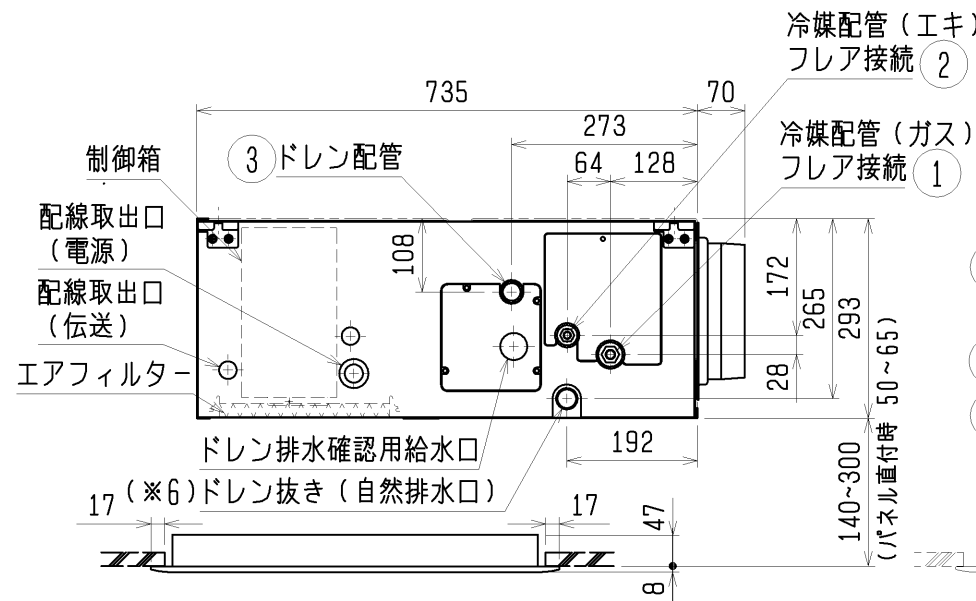 冷媒配管(エキ)
フレア接続 2
735
70
273
冷媒配管(ガス)
フレア接続 1
制御箱
3 ドレン配管
64
128
配線取出口
(電源)
108
172
265
293
配線取出口
(伝送)
エアフィルター
28
ドレン排水確認用給水口
192
(※6)ドレン抜き(自然排水口)
140~300
(パネル直付時 50~65)
17
17
47
8